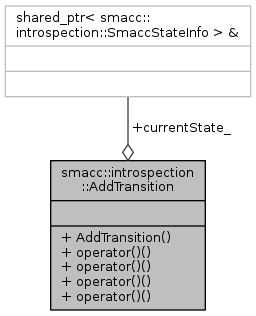 shared_ptr< smacc::
introspection::SmaccStateInfo > &
+currentState_
smacc::introspection
::AddTransition
+ AddTransition()
+ operator()()
+ operator()()
+ operator()()
+ operator()()